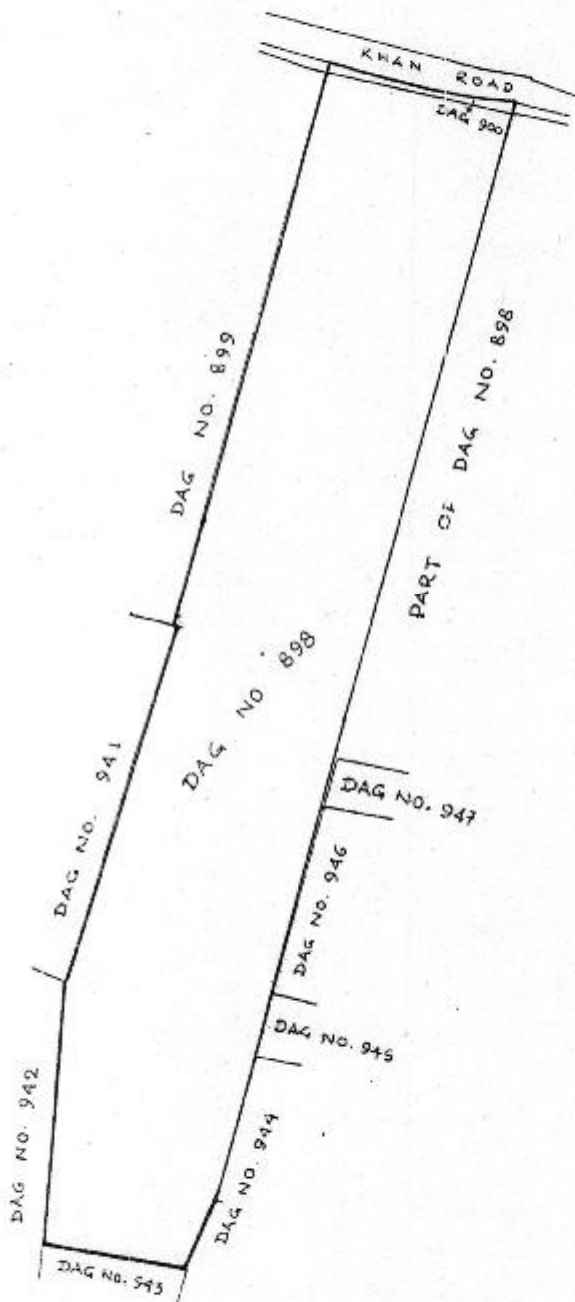 KHAN ROAD
DAG 900
DAG NO. 899
PART OF DAG NO. 898
DAG NO 898
DAG NO. 941
DAG NO. 947
DAG NO. 946
DAG NO. 945
DAG NO. 942
DAG NO. 944
DAG NO. 943